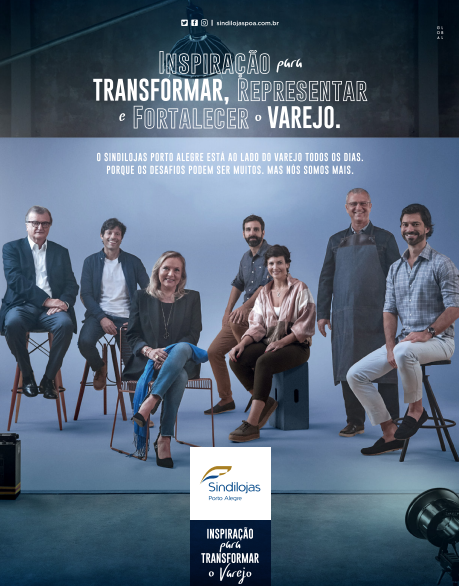 | sindilojaspoa.com.br
GLOBAL
INSPIRAÇÃO para
TRANSFORMAR, REPRESENTAR
e FORTALECER o VAREJO.
O SINDILOJAS PORTO ALEGRE ESTÁ AO LADO DO VAREJO TODOS OS DIAS.
PORQUE OS DESAFIOS PODEM SER MUITOS. MAS NÓS SOMOS MAIS.
Sindilojas
Porto Alegre
INSPIRAÇÃO
para
TRANSFORMAR
o Varejo